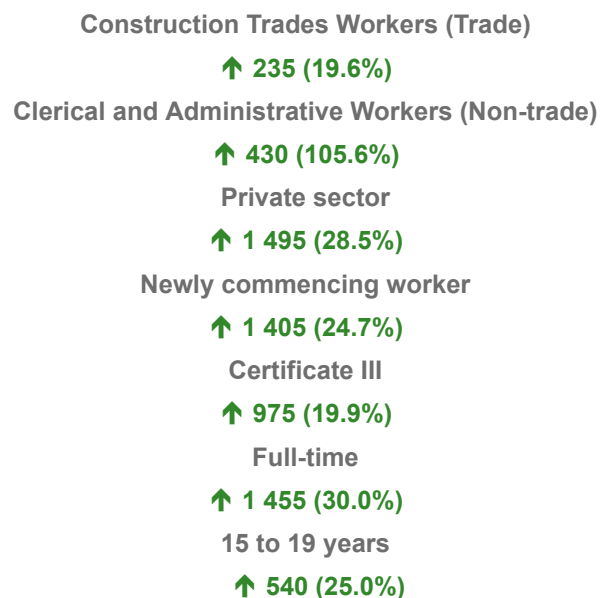 Construction Trades Workers (Trade)
↑ 235 (19.6%)
Clerical and Administrative Workers (Non-trade)
↑ 430 (105.6%)
Private sector
↑ 1 495 (28.5%)
Newly commencing worker
↑ 1 405 (24.7%)
Certificate III
↑ 975 (19.9%)
Full-time
↑ 1 455 (30.0%)
15 to 19 years
↑ 540 (25.0%)